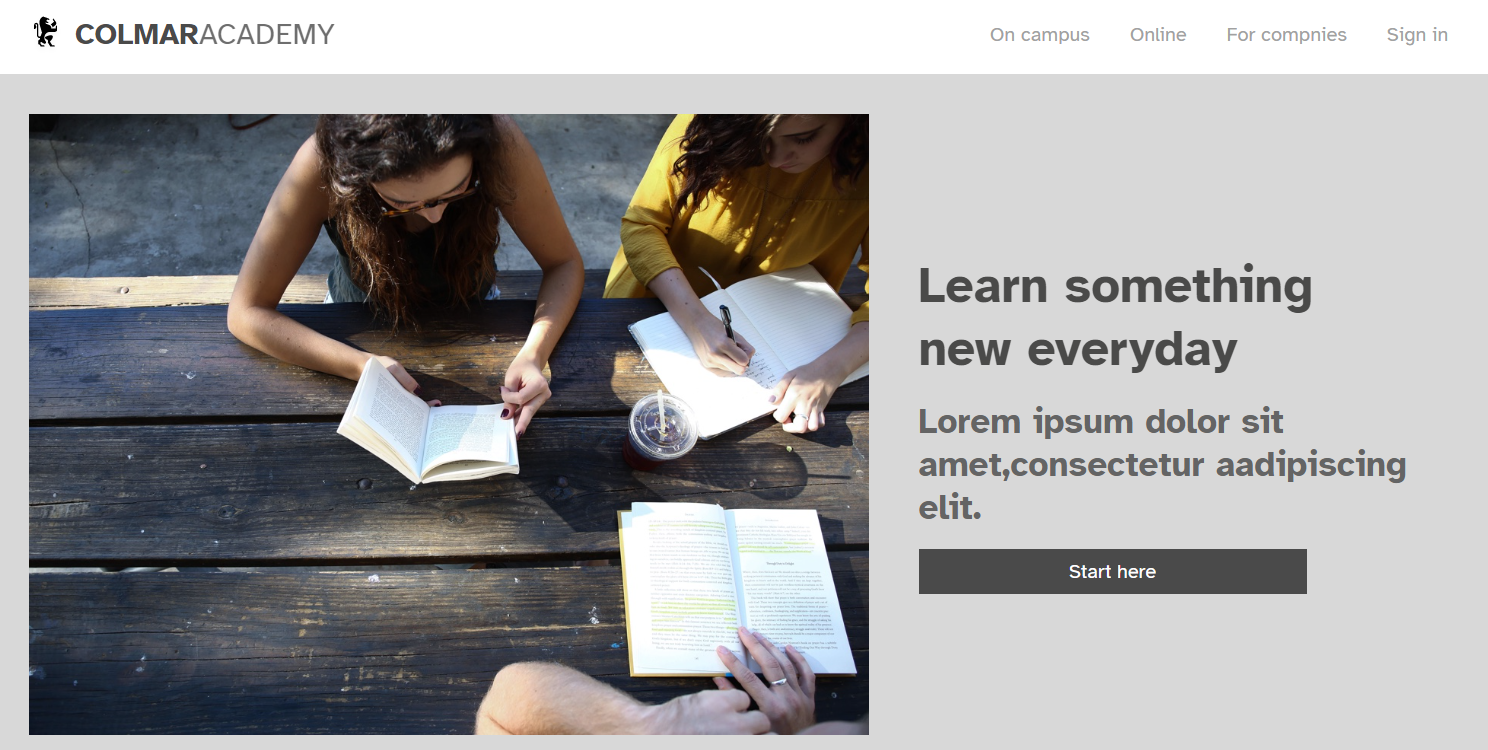 COLMARACADEMY
On campus Online For compnies Sign in
Learn something
new everyday
Lorem ipsum dolor sit
amet,consectetur aadipiscing
elit.
Start here